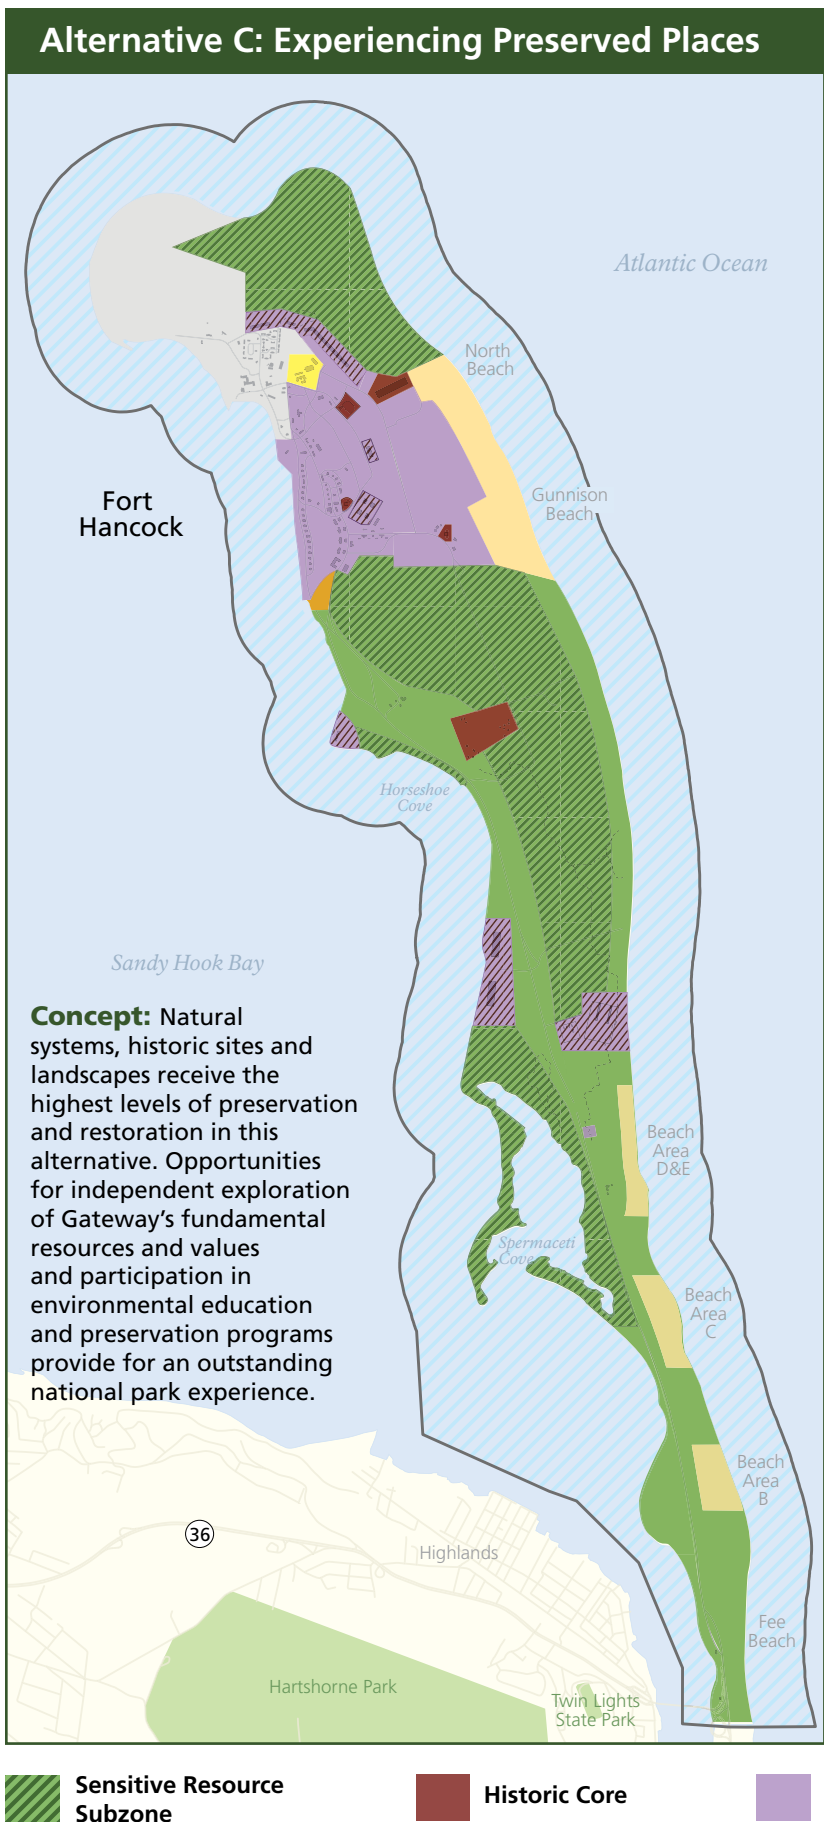 Alternative C: Experiencing Preserved Places
Atlantic Ocean
North
Beach
Gunnison
Beach
Fort
Hancock
Horseshoe
Cove
Sandy Hook Bay
Concept: Natural
systems, historic sites and
landscapes receive the
highest levels of preservation
and restoration in this
alternative. Opportunities
for independent exploration
of Gateway’s fundamental
resources and values
and participation in
environmental education
and preservation programs
provide for an outstanding
national park experience.
Beach
Area
D&E
Spermaceti
Cove
Beach
Area
C
Beach
Area
B
36
Highlands
Fee
Beach
Hartshorne Park
Twin Lights
State Park
Sensitive Resource
Subzone
Historic Core